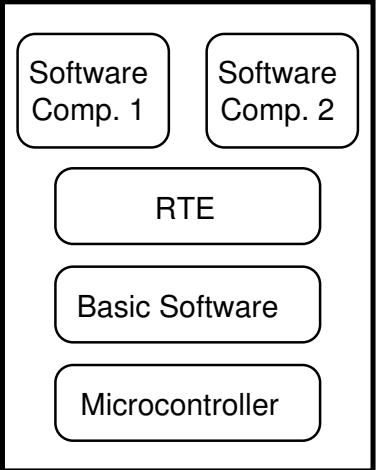 Software
Comp. 1
Software
Comp. 2
RTE
Basic Software
Microcontroller